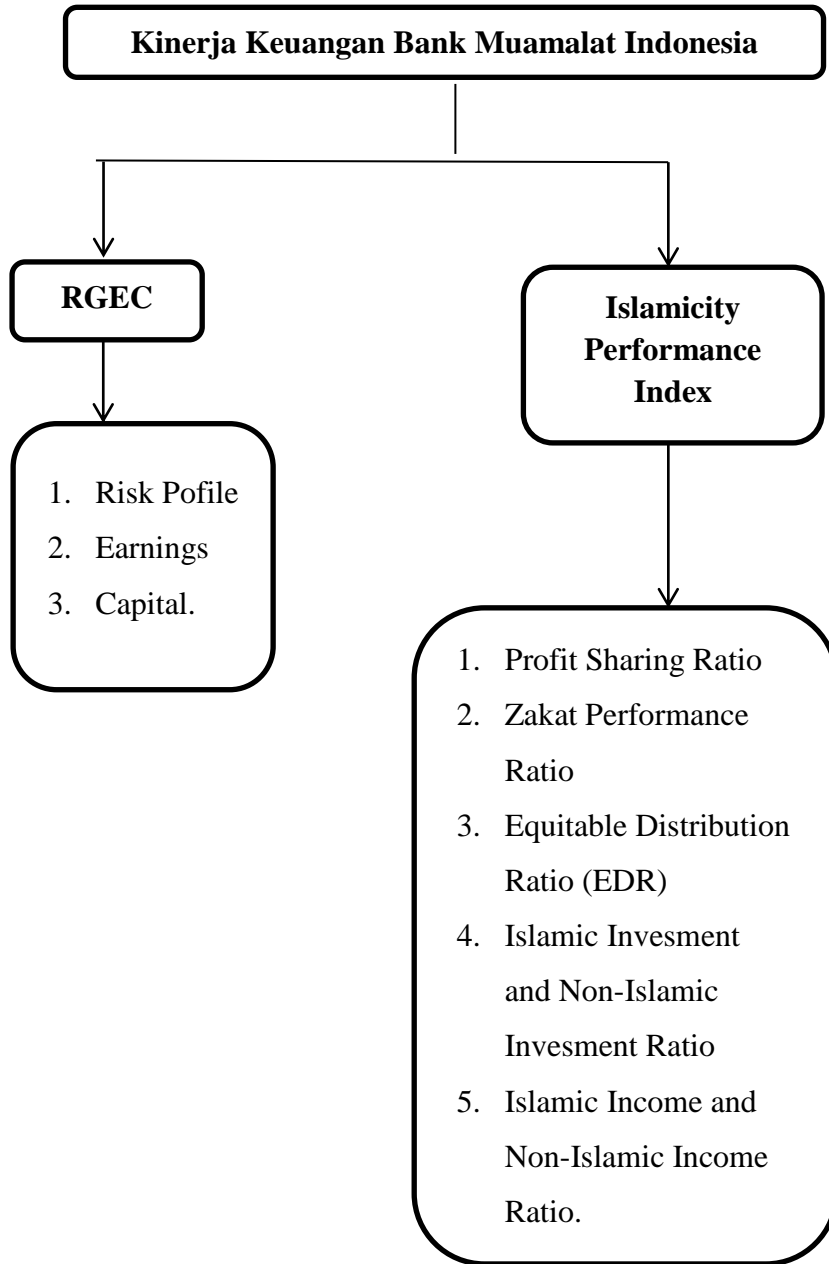 Kinerja Keuangan Bank Muamalat Indonesia
RGEC
1. Risk Pofile
2. Earnings
3. Capital.
Islamicity
Performance
Index
1. Profit Sharing Ratio
2. Zakat Performance
Ratio
3. Equitable Distribution
Ratio (EDR)
4. Islamic Invesment
and Non-Islamic
Invesment Ratio
5. Islamic Income and
Non-Islamic Income
Ratio.